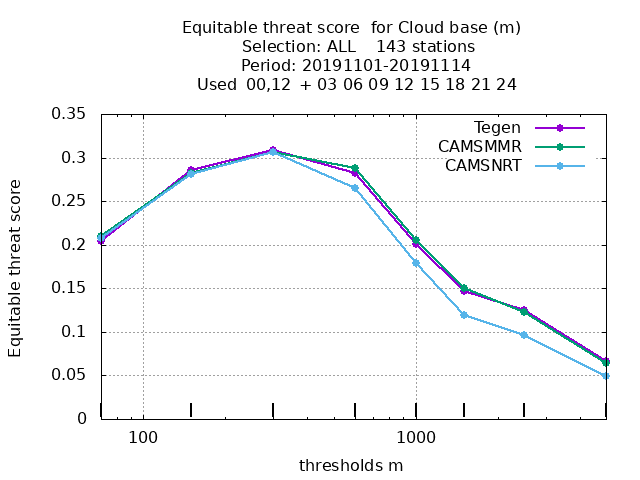 Equitable threat score  for Cloud base (m)
Selection: ALL    143 stations
Period: 20191101-20191114
Used  00,12  + 03 06 09 12 15 18 21 24
Tegen
CAMSMMR
CAMSNRT
Equitable threat score
0.35
0.3
0.25
0.2
0.15
0.1
0.05
0
100
1000
thresholds m